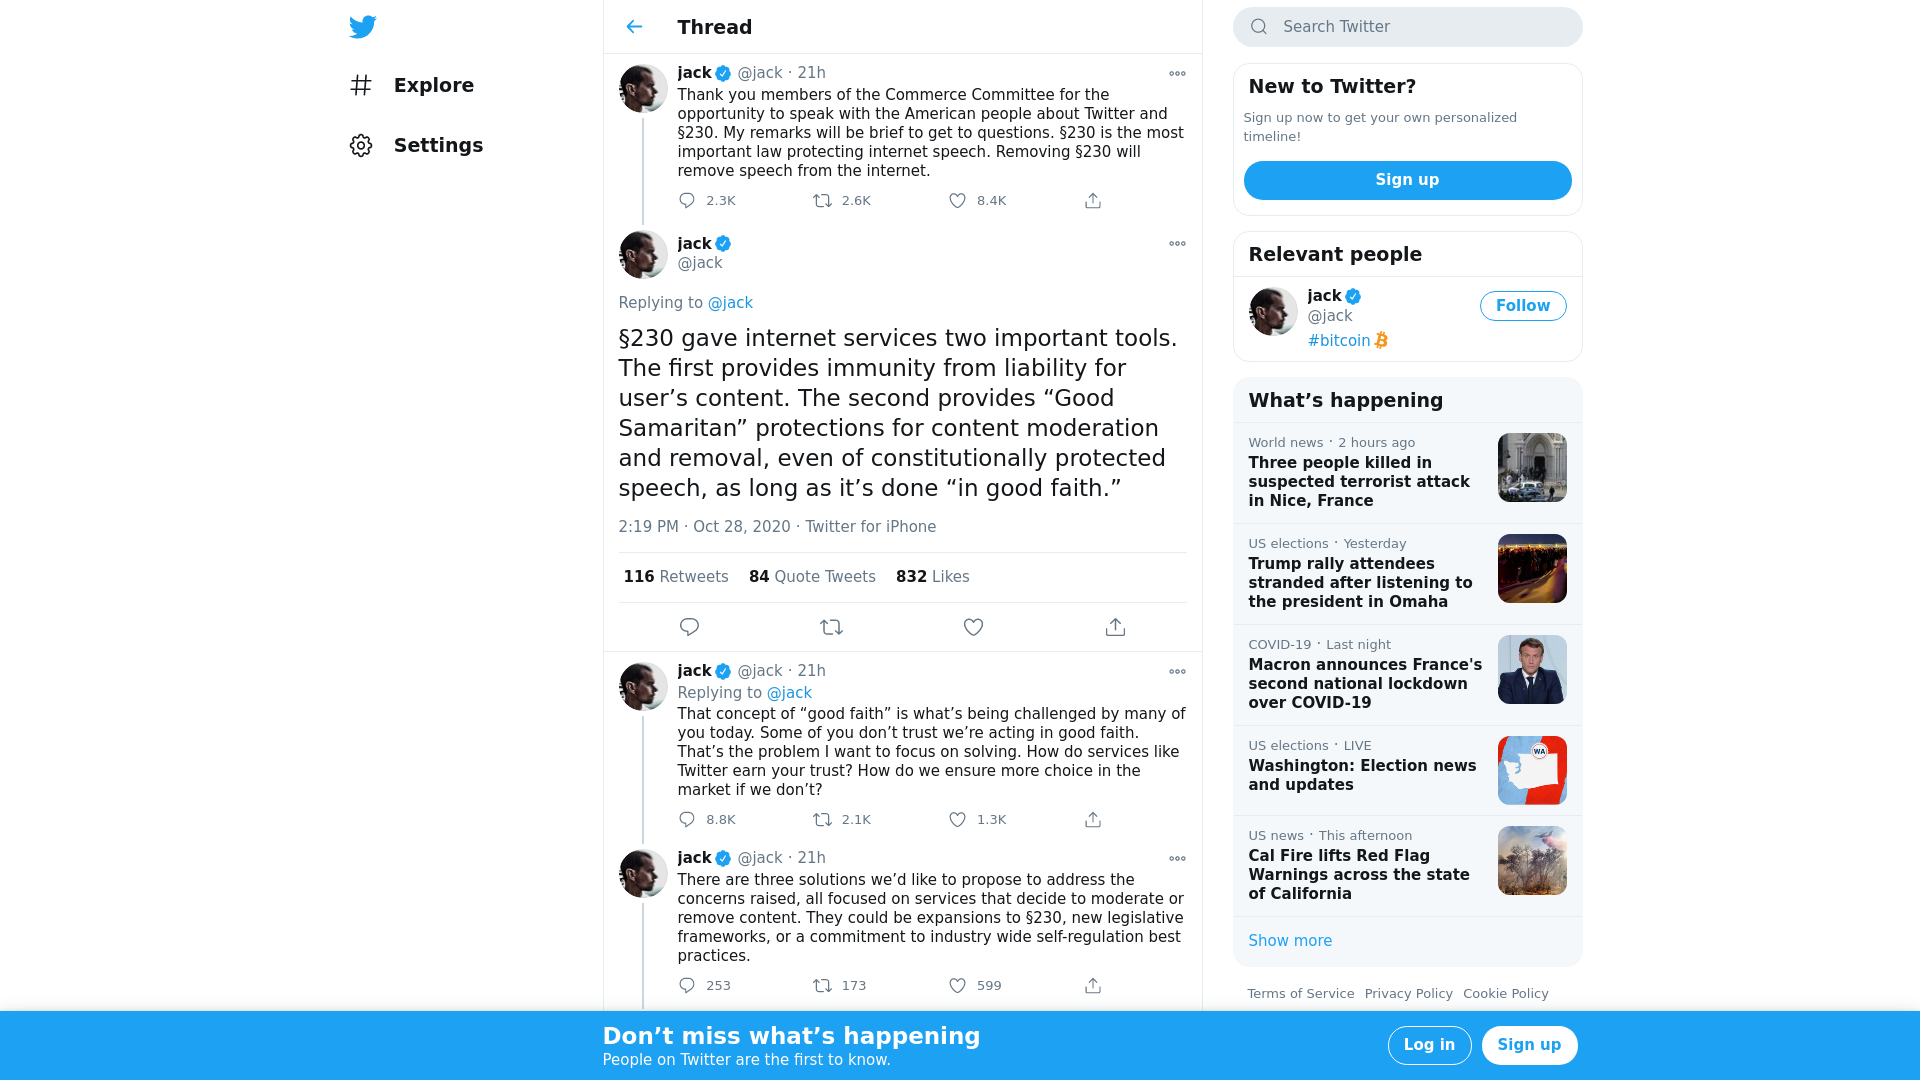 Explore
Settings
Thread
jack @jack · 21h
Thank you members of the Commerce Committee for the
opportunity to speak with the American people about Twitter and
§230. My remarks will be brief to get to questions. §230 is the most
important law protecting internet speech. Removing §230 will
remove speech from the internet.
2.3K 2.6K 8.4K
jack
@jack
Replying to @jack
§230 gave internet services two important tools.
The first provides immunity from liability for
user’s content. The second provides “Good
Samaritan” protections for content moderation
and removal, even of constitutionally protected
speech, as long as it’s done “in good faith.”
2:19 PM · Oct 28, 2020 · Twitter for iPhone
116 Retweets 84 Quote Tweets 832 Likes
jack @jack · 21h
Replying to @jack
That concept of “good faith” is what’s being challenged by many of
you today. Some of you don’t trust we’re acting in good faith.
That’s the problem I want to focus on solving. How do services like
Twitter earn your trust? How do we ensure more choice in the
market if we don’t?
8.8K 2.1K 1.3K
jack @jack · 21h
There are three solutions we’d like to propose to address the
concerns raised, all focused on services that decide to moderate or
remove content. They could be expansions to §230, new legislative
frameworks, or a commitment to industry wide self-regulation best
practices.
253 173 599
Search Twitter
New to Twitter?
Sign up now to get your own personalized
timeline!
Sign up
Relevant people
jack
@jack
Follow
#bitcoin
What’s happening
World news · 2 hours ago
Three people killed in
suspected terrorist attack
in Nice, France
US elections · Yesterday
Trump rally attendees
stranded after listening to
the president in Omaha
COVID-19 · Last night
Macron announces France's
second national lockdown
over COVID-19
US elections · LIVE
Washington: Election news
and updates
WA
US news · This afternoon
Cal Fire lifts Red Flag
Warnings across the state
of California
Show more
Terms of Service Privacy Policy Cookie Policy
Don’t miss what’s happening
People on Twitter are the first to know.
Log in
Sign up